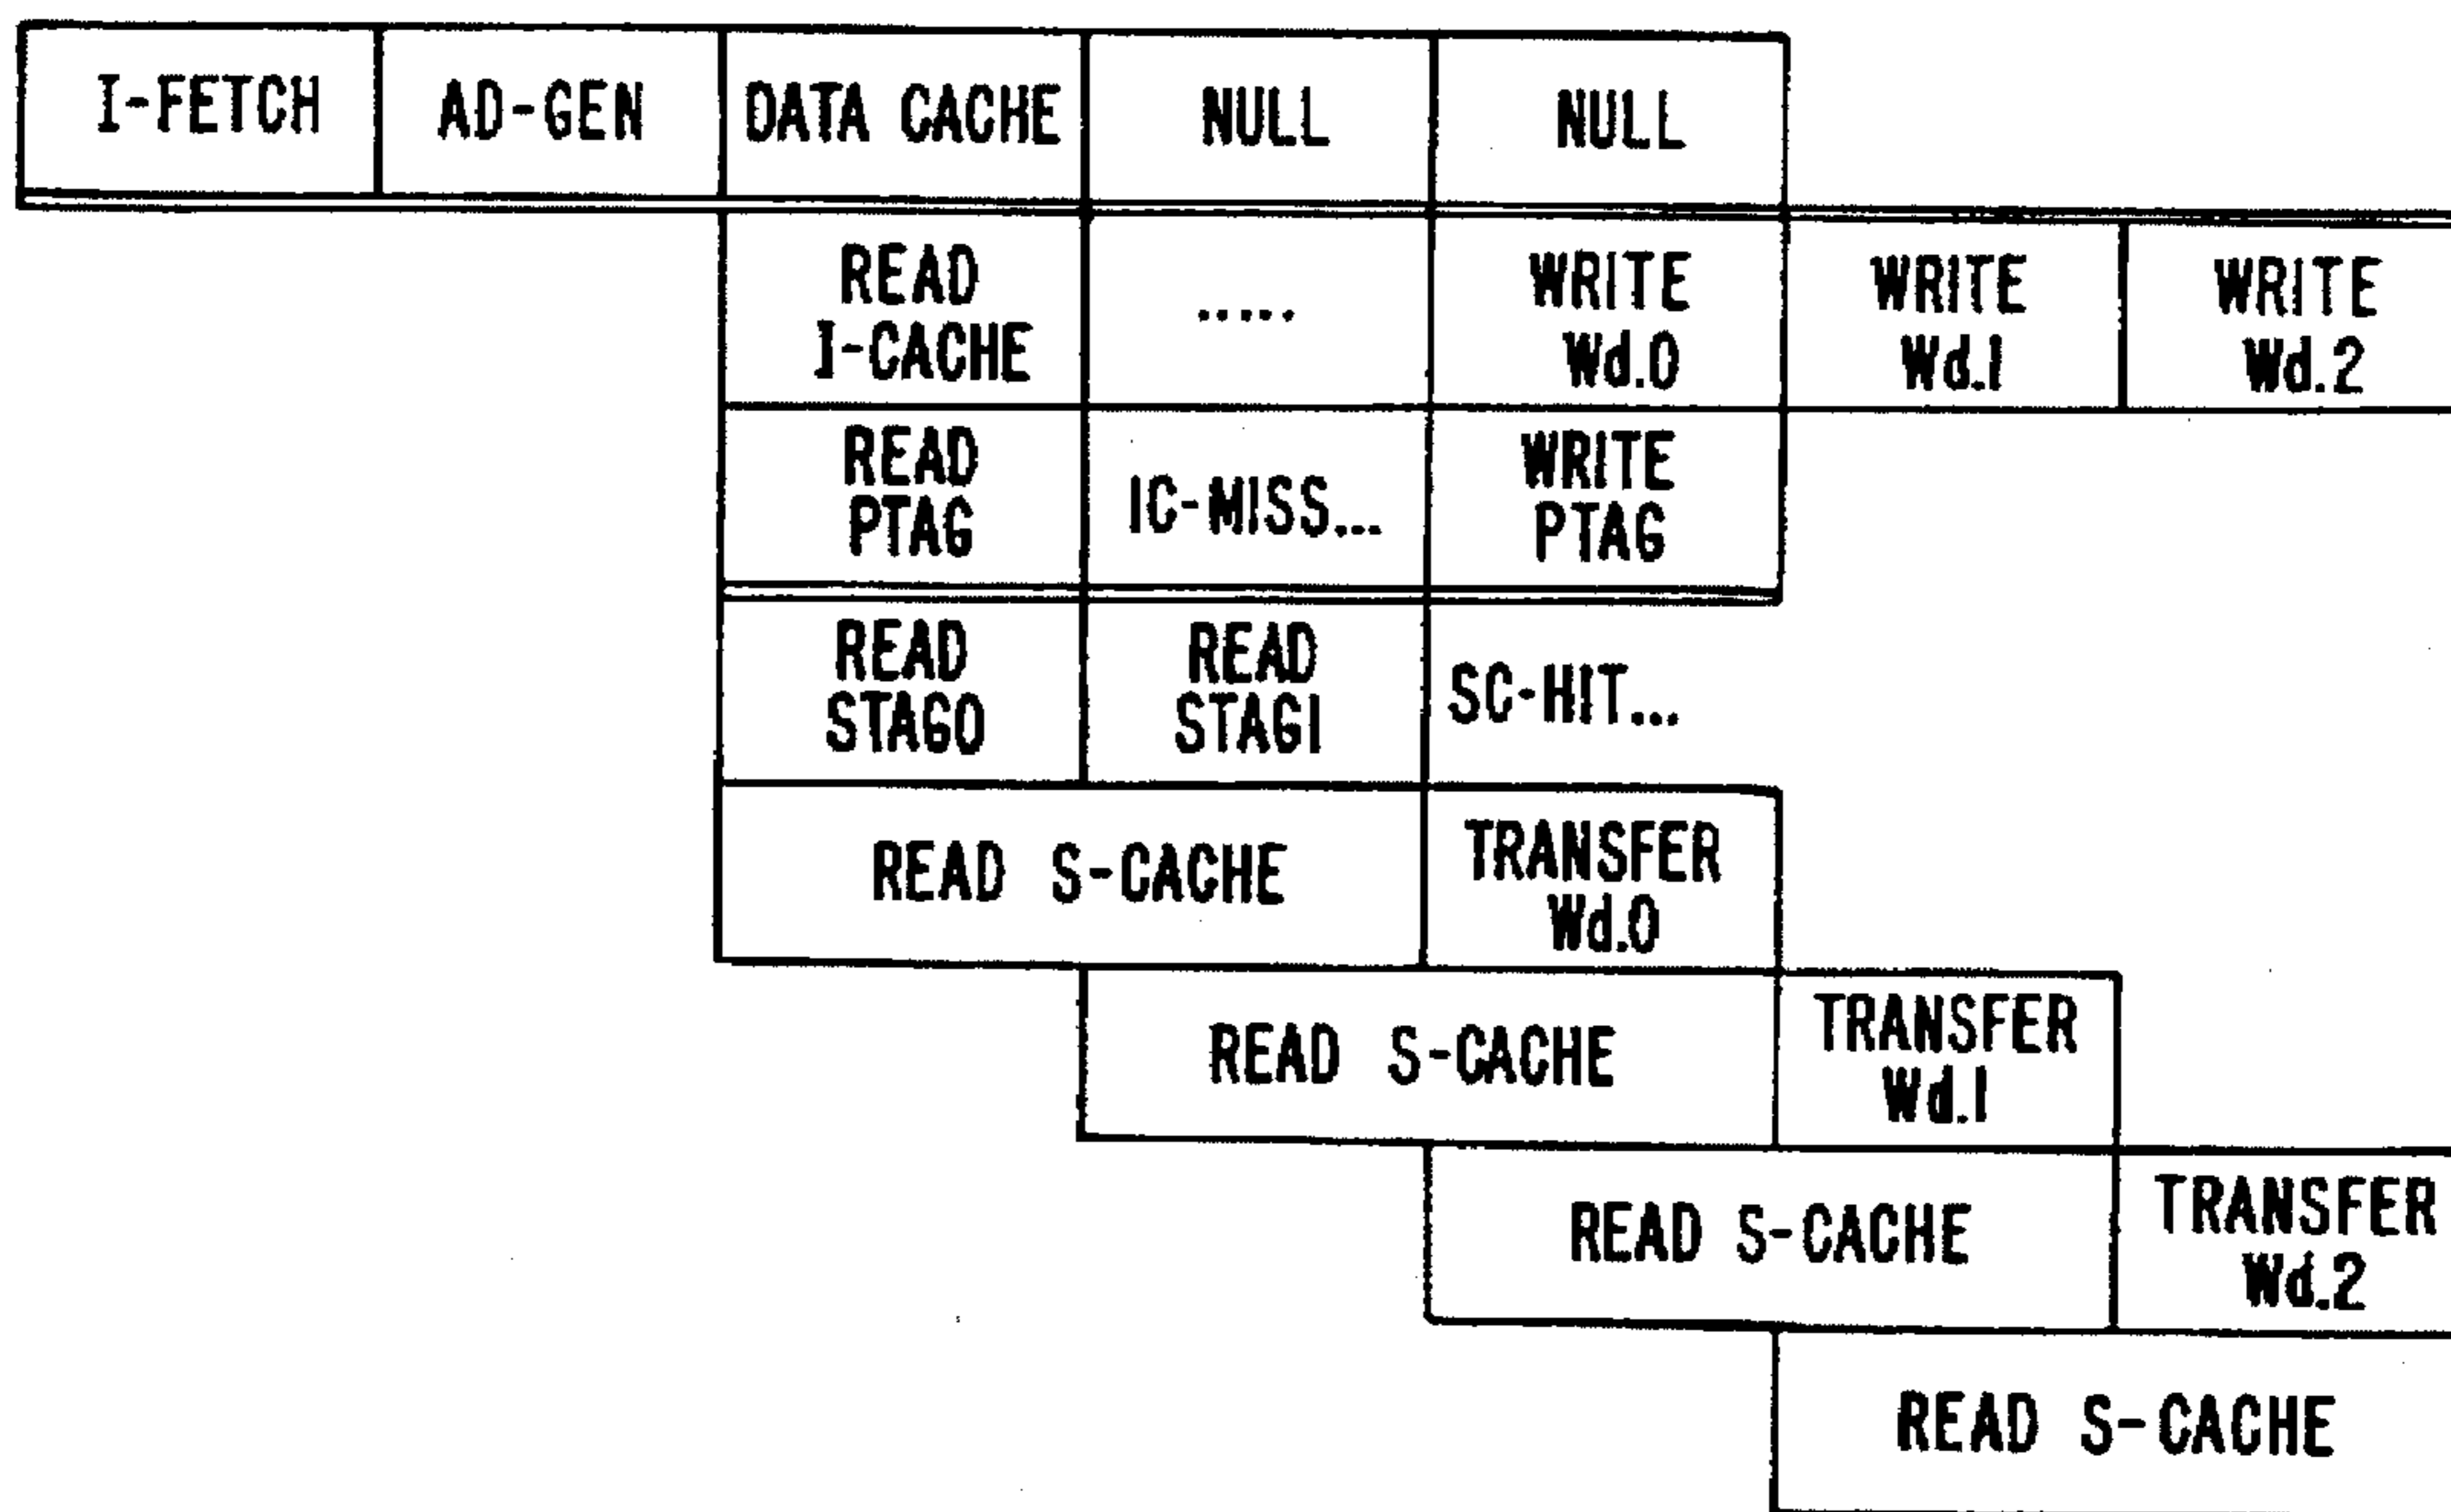 I-FETCH AD-GEN DATA CACHE NULL NULL
READ ..... WRITE WRITE WRITE
I-CACHE Wd.0 Wd.1 Wd.2
READ IC-MISS... WRITE
PTAG PTAG
READ READ SC-HIT...
STAG0 STAG1
READ S-CACHE TRANSFER
Wd.0
READ S-CACHE TRANSFER
Wd.1
READ S-CACHE TRANSFER
Wd.2
READ S-CACHE